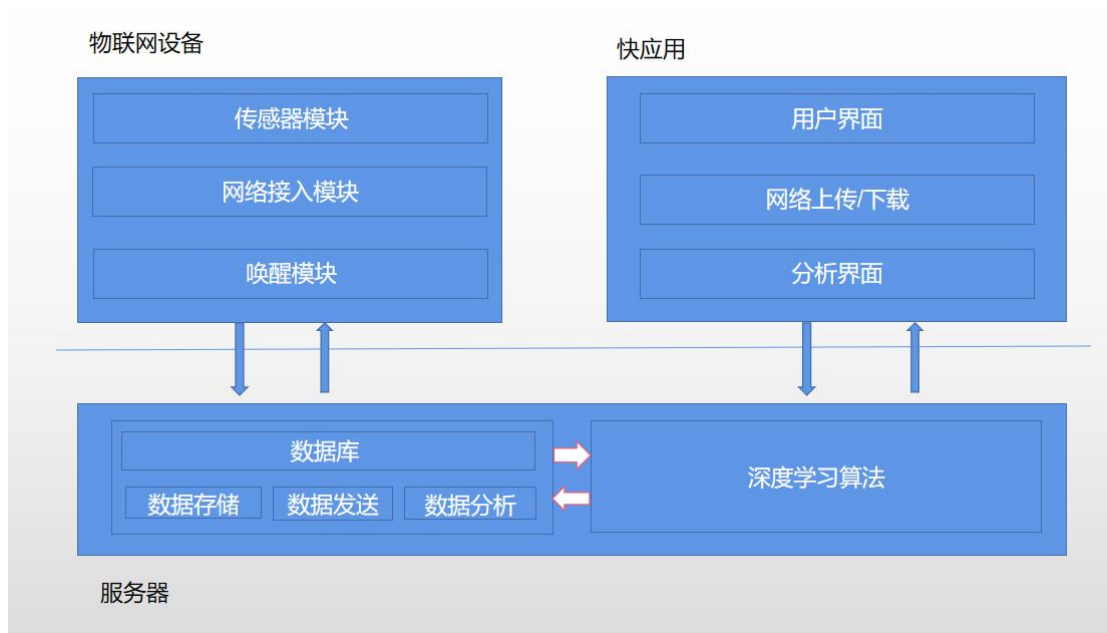 物联网设备
快应用
传感器模块
用户界面
网络接入模块
网络上传/下载
唤醒模块
分析界面
数据库
深度学习算法
数据存储
数据发送
数据分析
服务器